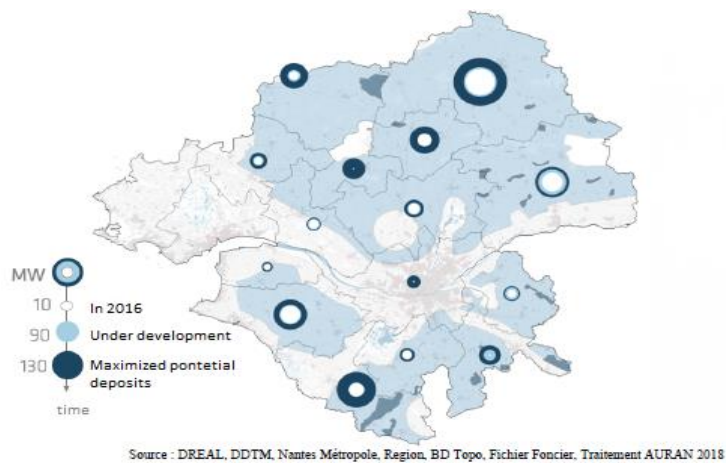 MW
10 In 2016
90 Under development
130 Maximized pontetial
deposits
time
Source : DREAL, DDTM, Nantes Métropole, Region, BD Topo, Fichier Foncier, Traitement AURAN 2018